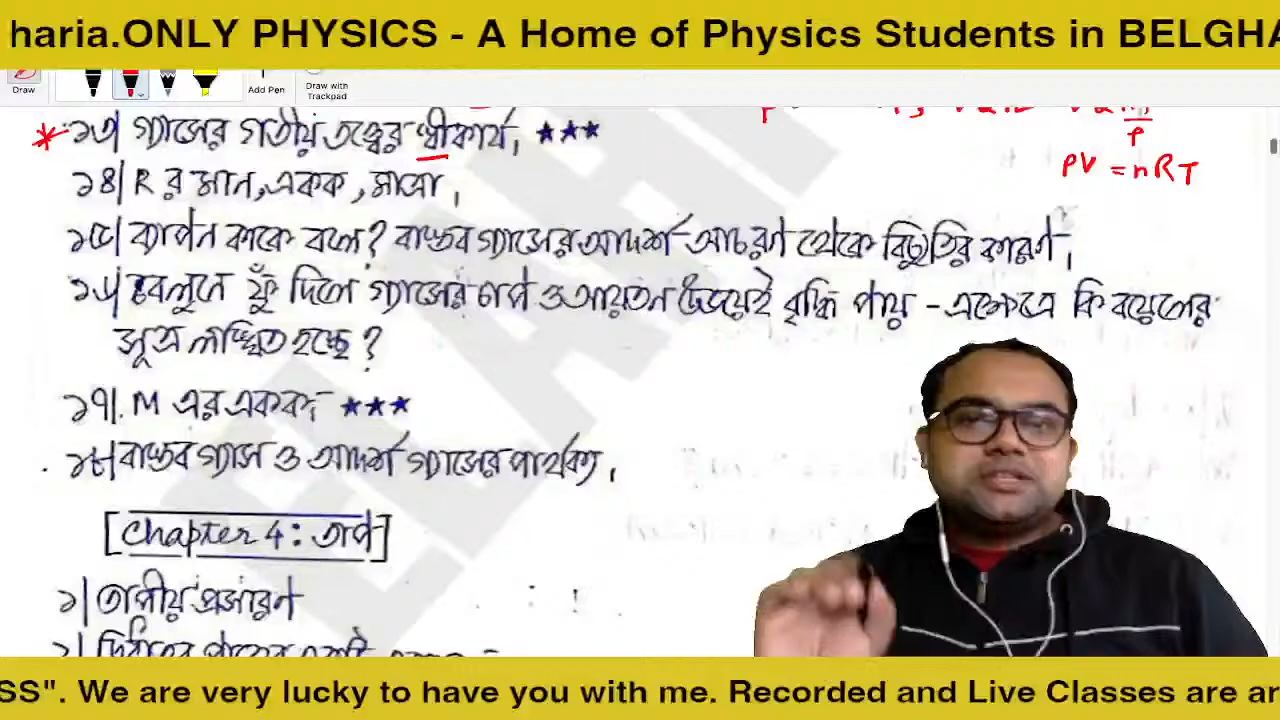 haria.ONLY PHYSICS - A Home of Physics Students in BELGHA
Draw
Add Pen
Draw with
Trackpad
PV = nRT
* ১৩| গ্যাসের গতীয় তত্ত্বের স্বীকার্য, ★★★
১৪| R র মান, একক, মাত্রা,
১৫| ব্যাপন কাকে বলে? বাস্তব গ্যাসের আদর্শ আচরণ থেকে বিচ্যুতির কারণ,
১৬| বেলুনে ফুঁ দিলে গ্যাসের চাপ ও আয়তন উভয়েই বৃদ্ধি পায় - এক্ষেত্রে কি বয়েলের
সূত্র লঙ্ঘিত হচ্ছে?
১৭|. M এর একক, ★★★
১৮| বাস্তব গ্যাস ও আদর্শ গ্যাসের পার্থক্য,
[Chapter 4: তাপ]
১| তাপীয় প্রসারণ
SS". We are very lucky to have you with me. Recorded and Live Classes are ar